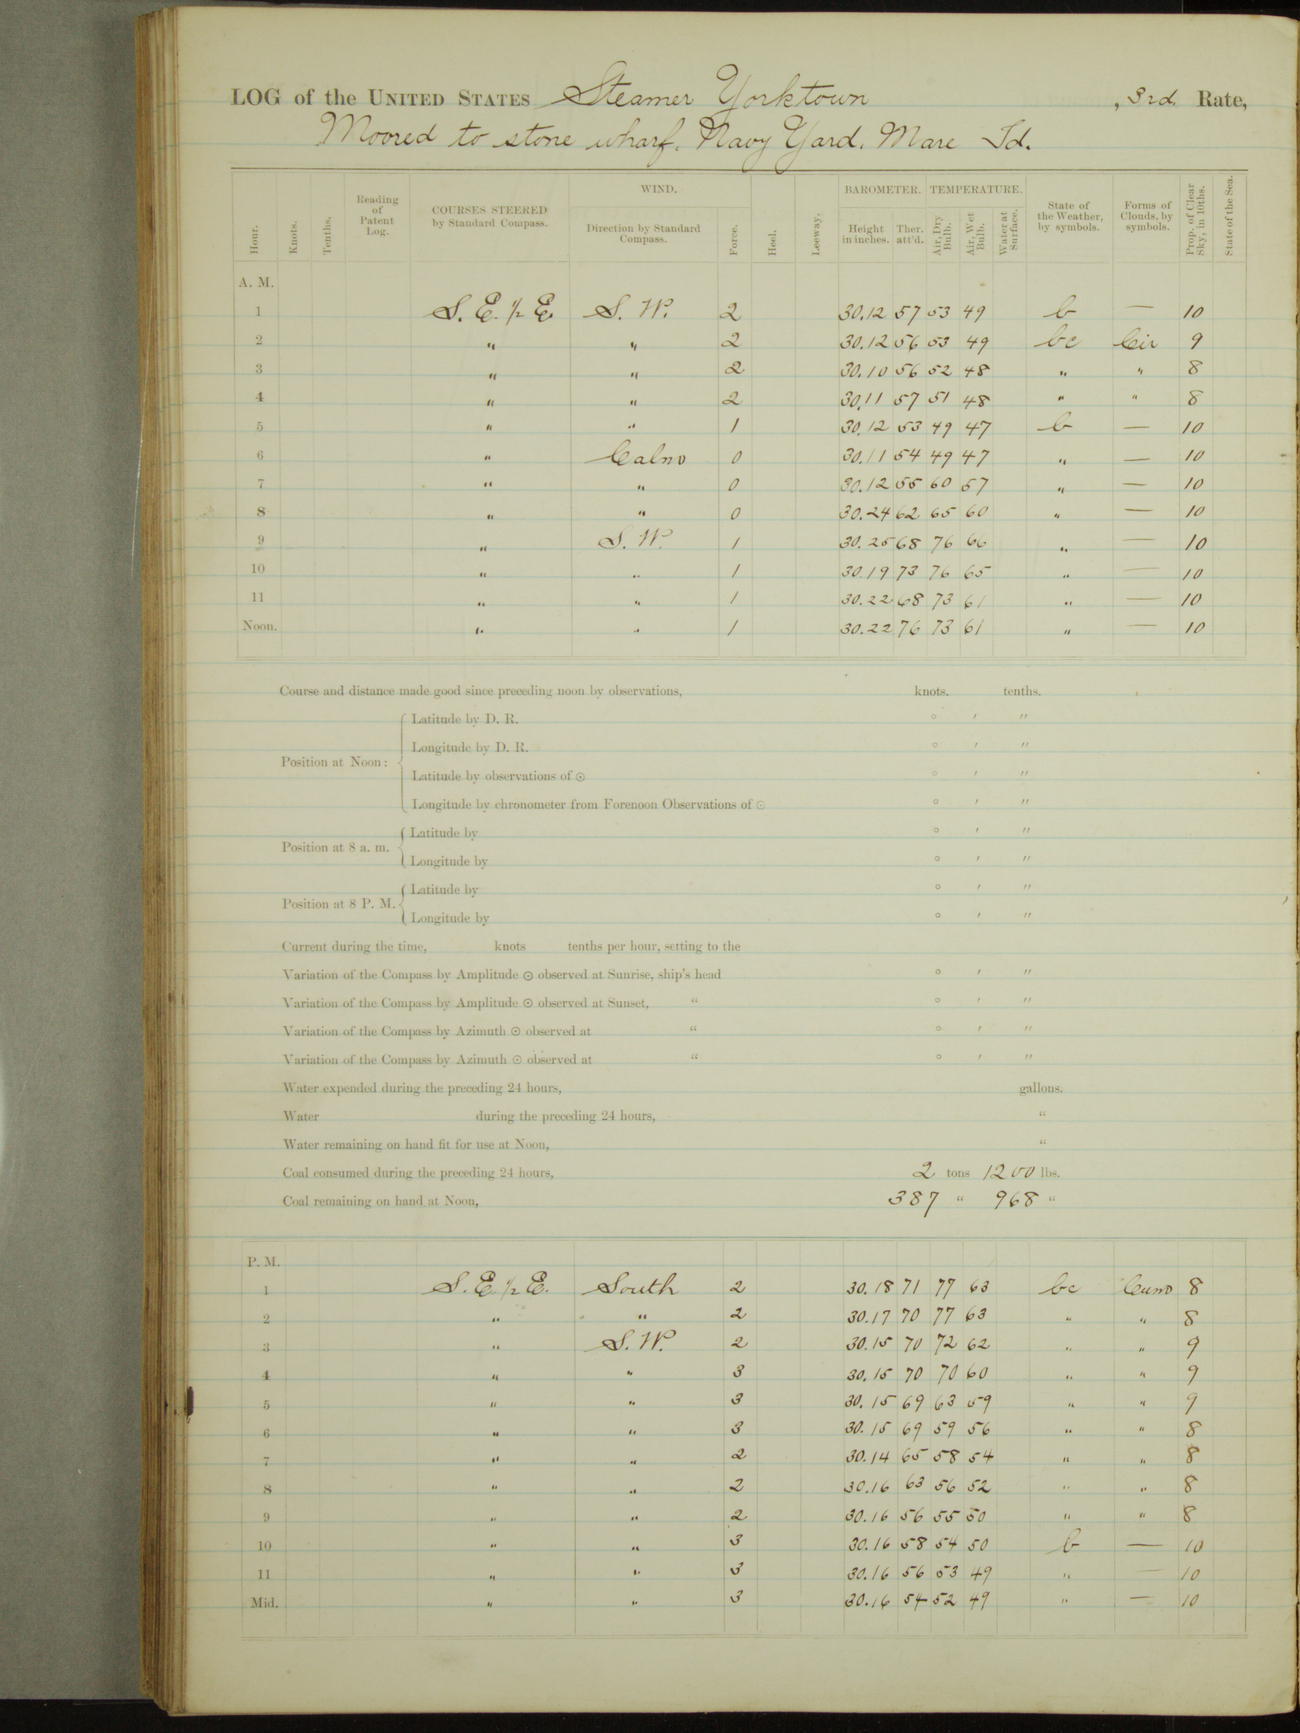 LOG of the UNITED STATES Steamer Yorktown , 3rd Rate,
Moored to stone wharf, Navy Yard, Mare Id.
Hour. Knots. Tenths. Reading of Patent Log. COURSES STEERED by Standard Compass. WIND. Direction by Standard Compass. Force. Heel. Leeway. BAROMETER. Height in inches. Ther. att'd. TEMPERATURE. Air, Dry Bulb. Air, Wet Bulb. Water at Surface. State of the Weather, by symbols. Forms of Clouds, by symbols. Prop. of Clear Sky, in 10ths. State of the Sea.
A. M.
1 S. E. 1/2 E S. W. 2 30.12 57 53 49 b — 10
2 " " 2 30.12 56 53 49 bc Cir 9
3 " " 2 30.10 56 52 48 " " 8
4 " " 2 30.11 57 51 48 " " 8
5 " " 1 30.12 53 49 47 b — 10
6 " Calm 0 30.11 54 49 47 " — 10
7 " " 0 30.12 55 60 57 " — 10
8 " " 0 30.24 62 65 60 " — 10
9 " S. W. 1 30.25 68 76 66 " — 10
10 " " 1 30.19 73 76 65 " — 10
11 " " 1 30.22 68 73 61 " — 10
Noon. " " 1 30.22 76 73 61 " — 10
Course and distance made good since preceding noon by observations, knots. tenths.
Position at Noon: Latitude by D. R. ° ' "
Longitude by D. R. ° ' "
Latitude by observations of ☉ ° ' "
Longitude by chronometer from Forenoon Observations of ☉ ° ' "
Position at 8 a. m. Latitude by ° ' "
Longitude by ° ' "
Position at 8 P. M. Latitude by ° ' "
Longitude by ° ' "
Current during the time, knots tenths per hour, setting to the
Variation of the Compass by Amplitude ☉ observed at Sunrise, ship's head ° ' "
Variation of the Compass by Amplitude ☉ observed at Sunset, " ° ' "
Variation of the Compass by Azimuth ☉ observed at " ° ' "
Variation of the Compass by Azimuth ☉ observed at " ° ' "
Water expended during the preceding 24 hours, gallons.
Water during the preceding 24 hours, "
Water remaining on hand fit for use at Noon, "
Coal consumed during the preceding 24 hours, 2 tons 1200 lbs.
Coal remaining on hand at Noon, 387 " 968 "
P. M.
1 S. E. 1/2 E. South 2 30.18 71 77 63 bc Cum 8
2 " " 2 30.17 70 77 63 " " 8
3 " S. W. 2 30.15 70 72 62 " " 9
4 " " 3 30.15 70 70 60 " " 9
5 " " 3 30.15 69 63 59 " " 9
6 " " 3 30.15 69 59 56 " " 8
7 " " 2 30.14 65 58 54 " " 8
8 " " 2 30.16 63 56 52 " " 8
9 " " 2 30.16 56 55 50 " " 8
10 " " 3 30.16 58 54 50 b — 10
11 " " 3 30.16 56 53 49 " — 10
Mid. " " 3 30.16 54 52 49 " — 10